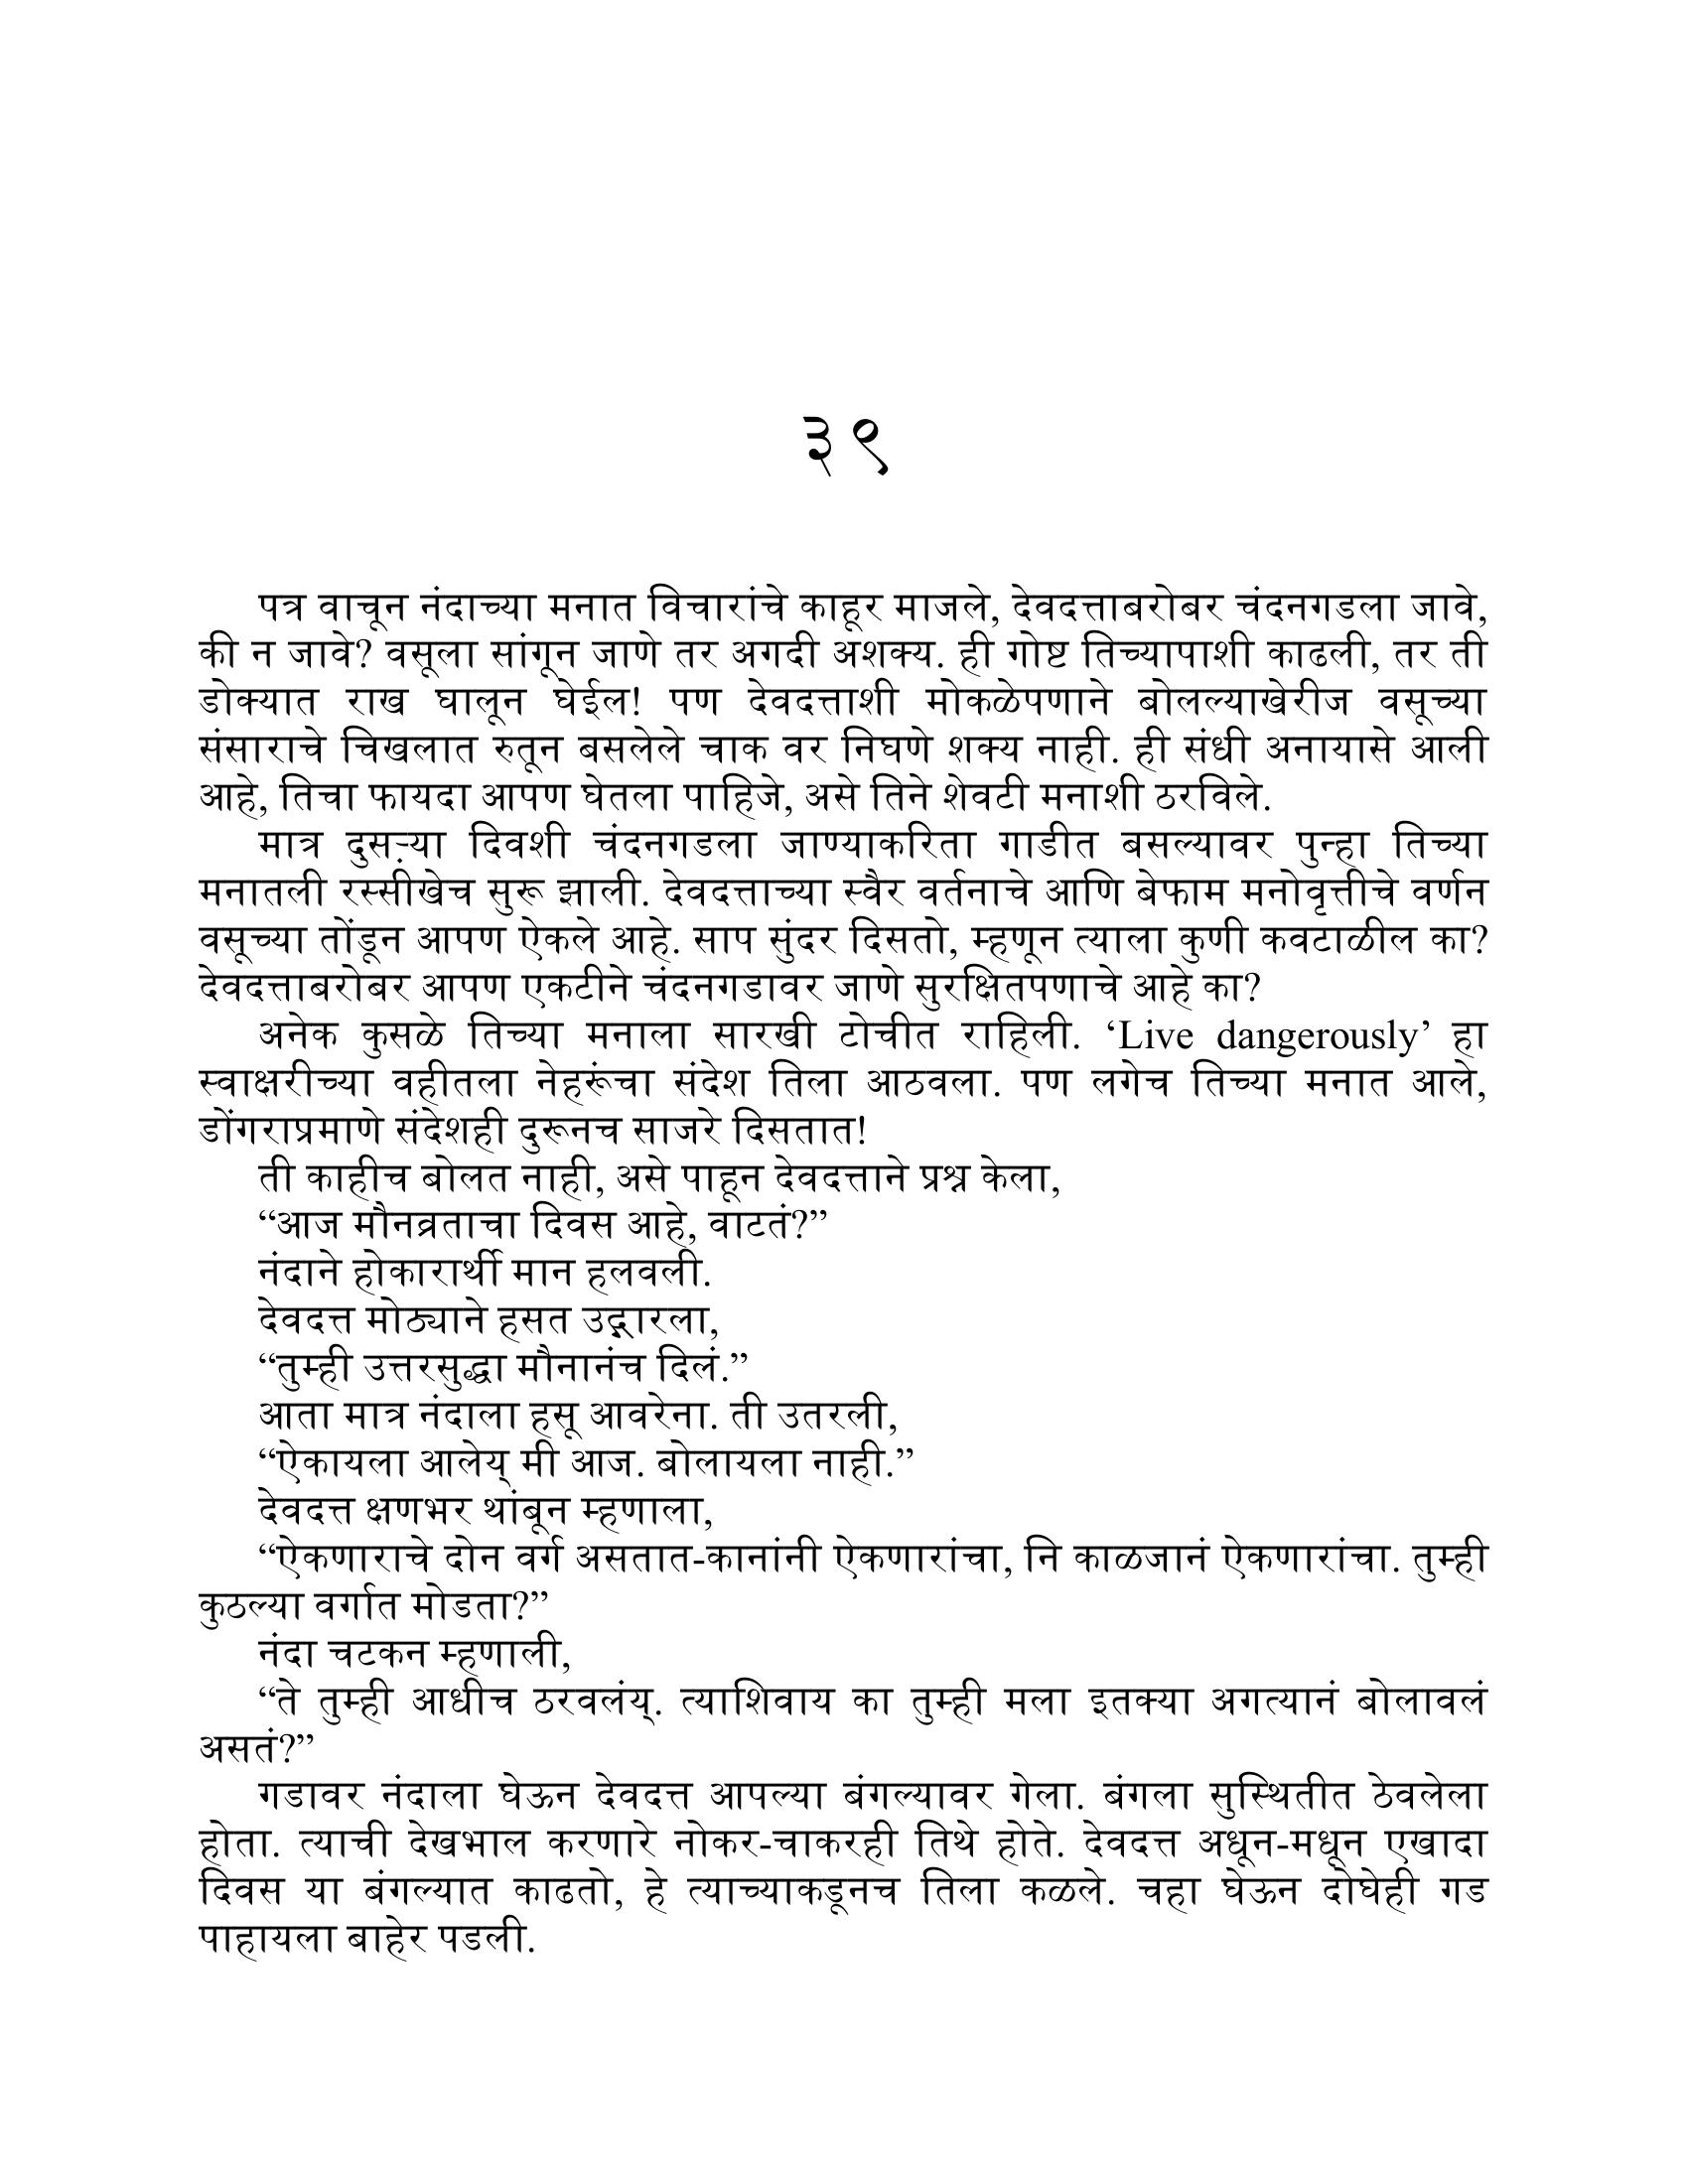 ३९
पत्र वाचून नंदाच्या मनात विचारांचे काहूर माजले, देवदत्ताबरोबर चंदनगडला जावे,
की न जावे? वसूला सांगून जाणे तर अगदी अशक्य. ही गोष्ट तिच्यापाशी काढली, तर ती
डोक्यात राख घालून घेईल! पण देवदत्ताशी मोकळेपणाने बोलल्याखेरीज वसूच्या
संसाराचे चिखलात रुतून बसलेले चाक वर निघणे शक्य नाही. ही संधी अनायासे आली
आहे, तिचा फायदा आपण घेतला पाहिजे, असे तिने शेवटी मनाशी ठरविले.
मात्र दुसऱ्या दिवशी चंदनगडला जाण्याकरिता गाडीत बसल्यावर पुन्हा तिच्या
मनातली रस्सीखेच सुरू झाली. देवदत्ताच्या स्वैर वर्तनाचे आणि बेफाम मनोवृत्तीचे वर्णन
वसूच्या तोंडून आपण ऐकले आहे. साप सुंदर दिसतो, म्हणून त्याला कुणी कवटाळील का?
देवदत्ताबरोबर आपण एकटीने चंदनगडावर जाणे सुरक्षितपणाचे आहे का?
अनेक कुसळे तिच्या मनाला सारखी टोचीत राहिली. ‘Live dangerously’ हा
स्वाक्षरीच्या वहीतला नेहरूंचा संदेश तिला आठवला. पण लगेच तिच्या मनात आले,
डोंगराप्रमाणे संदेशही दुरूनच साजरे दिसतात!
ती काहीच बोलत नाही, असे पाहून देवदत्ताने प्रश्न केला,
“आज मौनव्रताचा दिवस आहे, वाटतं?”
नंदाने होकारार्थी मान हलवली.
देवदत्त मोठ्याने हसत उद्गारला,
“तुम्ही उत्तरसुद्धा मौनानंच दिलं.”
आता मात्र नंदाला हसू आवरेना. ती उतरली,
“ऐकायला आलेय् मी आज. बोलायला नाही.”
देवदत्त क्षणभर थांबून म्हणाला,
“ऐकणाराचे दोन वर्ग असतात-कानांनी ऐकणारांचा, नि काळजानं ऐकणारांचा. तुम्ही
कुठल्या वर्गात मोडता?”
नंदा चटकन म्हणाली,
“ते तुम्ही आधीच ठरवलंय्. त्याशिवाय का तुम्ही मला इतक्या अगत्यानं बोलावलं
असतं?”
गडावर नंदाला घेऊन देवदत्त आपल्या बंगल्यावर गेला. बंगला सुस्थितीत ठेवलेला
होता. त्याची देखभाल करणारे नोकर-चाकरही तिथे होते. देवदत्त अधून-मधून एखादा
दिवस या बंगल्यात काढतो, हे त्याच्याकडूनच तिला कळले. चहा घेऊन दोघेही गड
पाहायला बाहेर पडली.